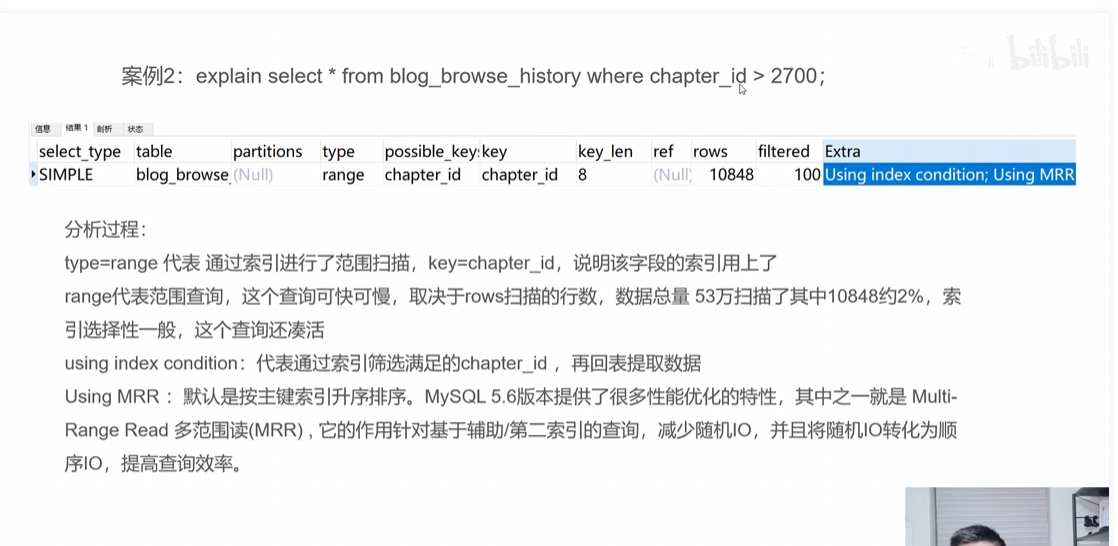 bilibili
案例2：explain select * from blog_browse_history where chapter_id > 2700；
信息 结果 1 剖析 状态
select_type table partitions type possible_key: key key_len ref rows filtered Extra
SIMPLE blog_browse_ (Null) range chapter_id chapter_id 8 (Null) 10848 100 Using index condition; Using MRR
分析过程：
type=range 代表 通过索引进行了范围扫描，key=chapter_id，说明该字段的索引用上了
range代表范围查询，这个查询可快可慢，取决于rows扫描的行数，数据总量 53万扫描了其中10848约2%，索
引选择性一般，这个查询还凑活
using index condition：代表通过索引筛选满足的chapter_id ，再回表提取数据
Using MRR ：默认是按主键索引升序排序。MySQL 5.6版本提供了很多性能优化的特性，其中之一就是 Multi-
Range Read 多范围读(MRR) , 它的作用针对基于辅助/第二索引的查询，减少随机IO，并且将随机IO转化为顺
序IO，提高查询效率。